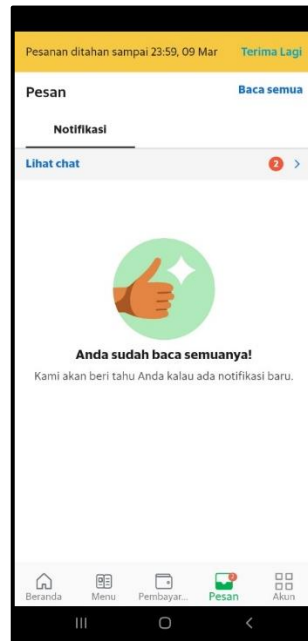 Pesanan ditahan sampai 23:59, 09 Mar Terima Lagi
Pesan Baca semua
Notifikasi
Lihat chat 2
Anda sudah baca semuanya!
Kami akan beri tahu Anda kalau ada notifikasi baru.
Beranda Menu Pembayar... Pesan Akun